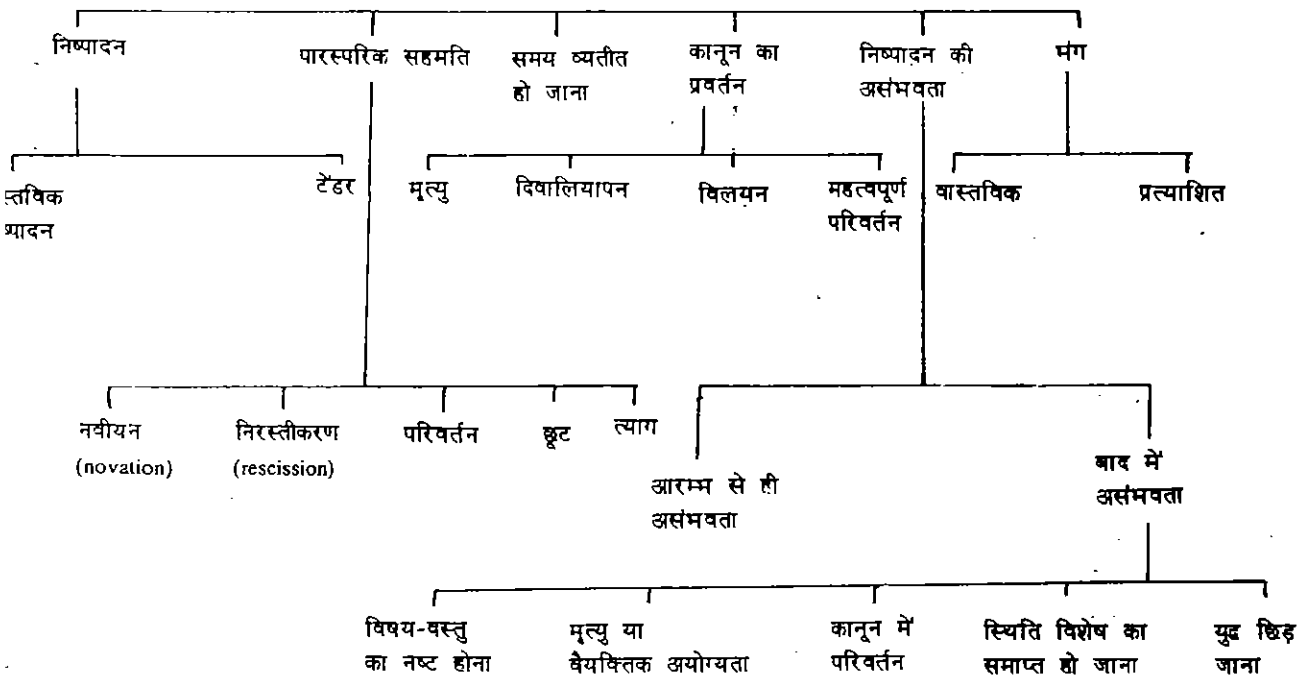 निष्पादन
पारस्परिक सहमति
समय व्यतीत
हो जाना
कानून का
प्रवर्तन
निष्पादन की
असंभवता
भंग
स्तविक
ष्पादन
टेंडर
मृत्यु
दिवालियापन
विलयन
महत्वपूर्ण
परिवर्तन
वास्तविक
प्रत्याशित
नवीयन
(novation)
निरस्तीकरण
(rescission)
परिवर्तन
छूट
त्याग
आरम्भ से ही
असंभवता
बाद में
असंभवता
विषय-वस्तु
का नष्ट होना
मृत्यु या
वैयक्तिक अयोग्यता
कानून में
परिवर्तन
स्थिति विशेष का
समाप्त हो जाना
युद्ध छिड़
जाना